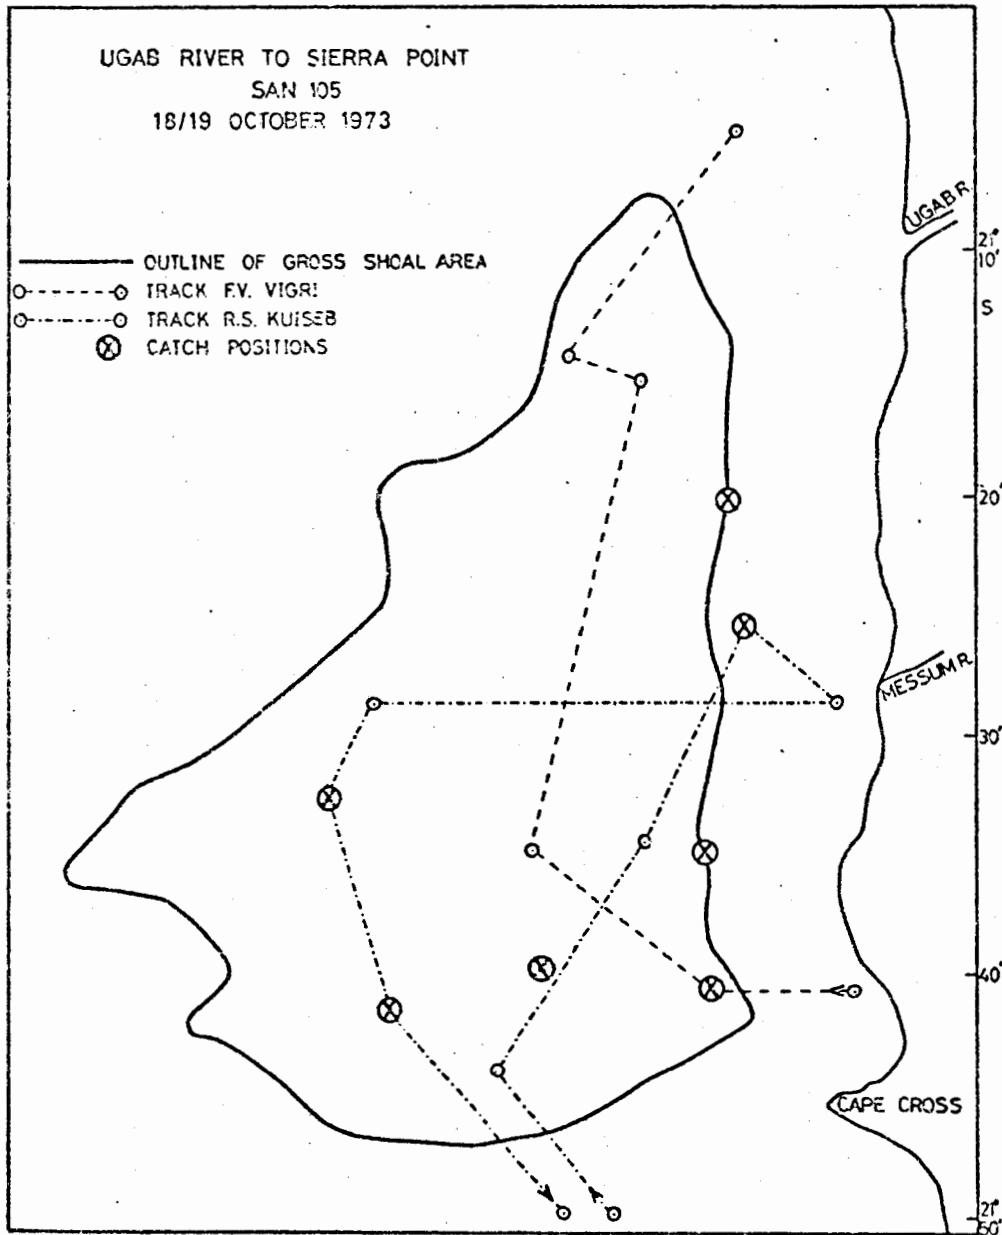 UGAB RIVER TO SIERRA POINT
SAN 105
18/19 OCTOBER 1973
OUTLINE OF GROSS SHOAL AREA
TRACK F.V. VIGRI
TRACK R.S. KUISEB
CATCH POSITIONS
UGAB R.
21°
10'
S
20'
MESSUM R.
30'
40'
CAPE CROSS
21°
50'